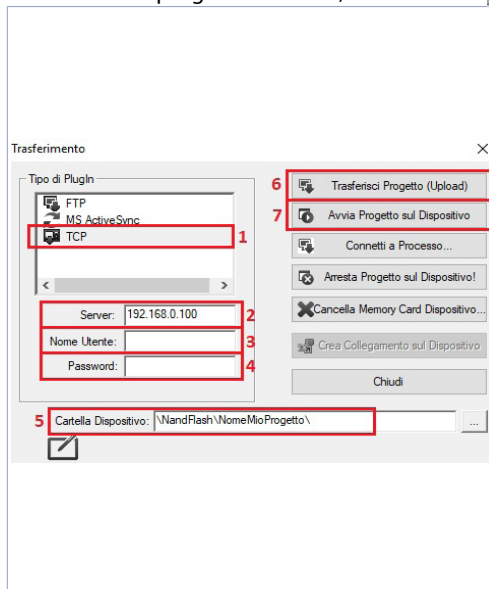 Trasferimento
Tipo di PlugIn
FTP
MS ActiveSync
TCP
1
Server: 192.168.0.100 2
Nome Utente: 3
Password: 4
6 Trasferisci Progetto (Upload)
7 Avvia Progetto sul Dispositivo
Connetti a Processo...
Arresta Progetto sul Dispositivo!
Cancella Memory Card Dispositivo...
Crea Collegamento sul Dispositivo
Chiudi
5 Cartella Dispositivo: \NandFlash\NomeMioProgetto\ ...